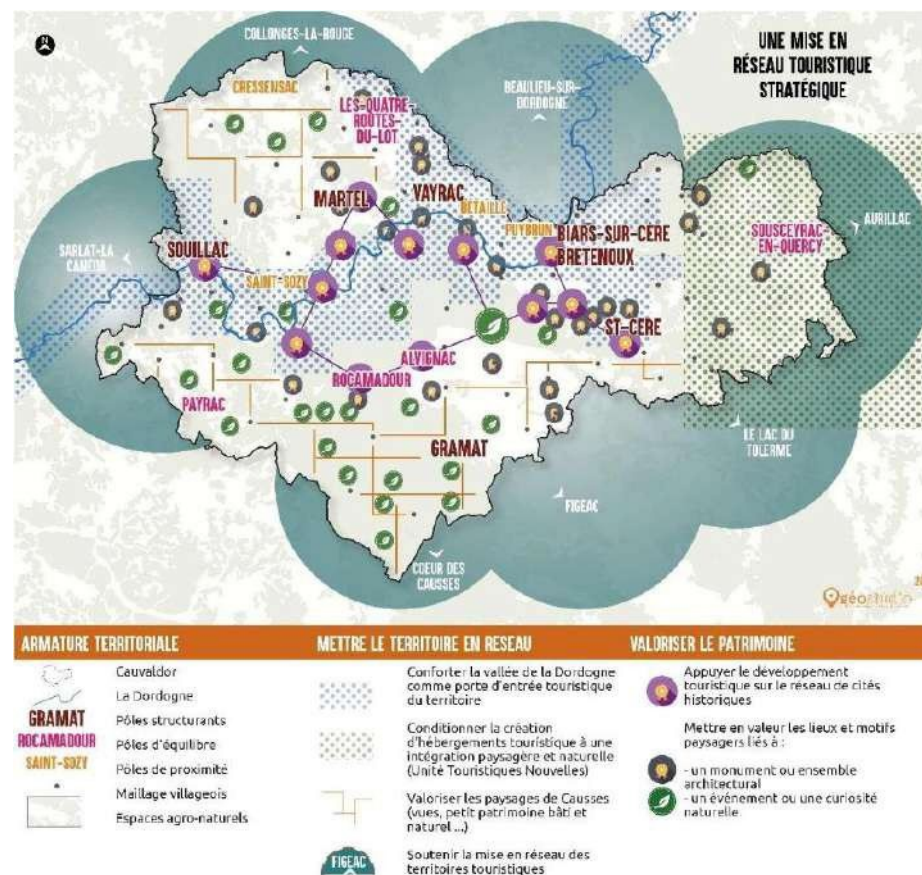 UNE MISE EN
RÉSEAU TOURISTIQUE
STRATÉGIQUE
N
COLLONGES-LA-ROUGE
CRESSENSAC
BEAULIEU-SUR-
DORDOGNE
LES-QUATRE-
ROUTES-
DU-LOT
MARTEL
VAYRAC
BETAILLE
PUYBRUN
BIARS-SUR-CERE
BRETENOUX
SOUSCEYRAC-
EN-QUERCY
AURILLAC
SARLAT-LA
SOUILLAC
SAINT-SOZY
ST-CERE
ALVIGNAC
ROCAMADOUR
PAYRAC
GRAMAT
LE LAC DU
TOLERME
FIGEAC
COEUR DES
CAUSSES
géostudio
ARMATURE TERRITORIALE
Cauvaldor
La Dordogne
GRAMAT Pôles structurants
ROCAMADOUR Pôles d'équilibre
SAINT-SOZY Pôles de proximité
Maillage villageois
Espaces agro-naturels
METTRE LE TERRITOIRE EN RESEAU
Conforter la vallée de la Dordogne
comme porte d'entrée touristique
du territoire
Conditionner la création
d'hébergements touristique à une
intégration paysagère et naturelle
(Unité Touristiques Nouvelles)
Valoriser les paysages de Causses
(vues, petit patrimoine bâti et
naturel ...)
FIGEAC
Soutenir la mise en réseau des
territoires touristiques
VALORISER LE PATRIMOINE
Appuyer le développement
touristique sur le réseau de cités
historiques
Mettre en valeur les lieux et motifs
paysagers liés à :
- un monument ou ensemble
architectural
- un événement ou une curiosité
naturelle